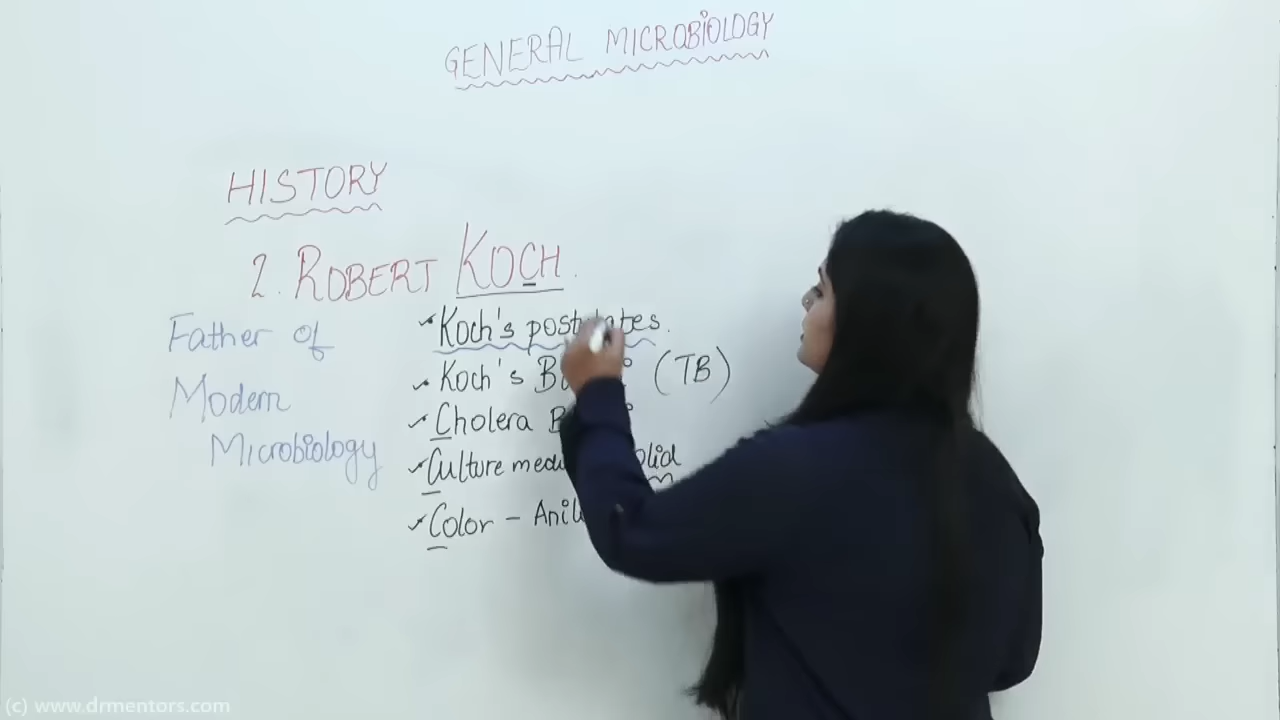 GENERAL MICROBIOLOGY
HISTORY
2. ROBERT KOCH.
Father of
Modern
Microbiology
Koch's postulates.
Koch's (TB)
Cholera
Culture
Color - 
(c) www.drmentors.com